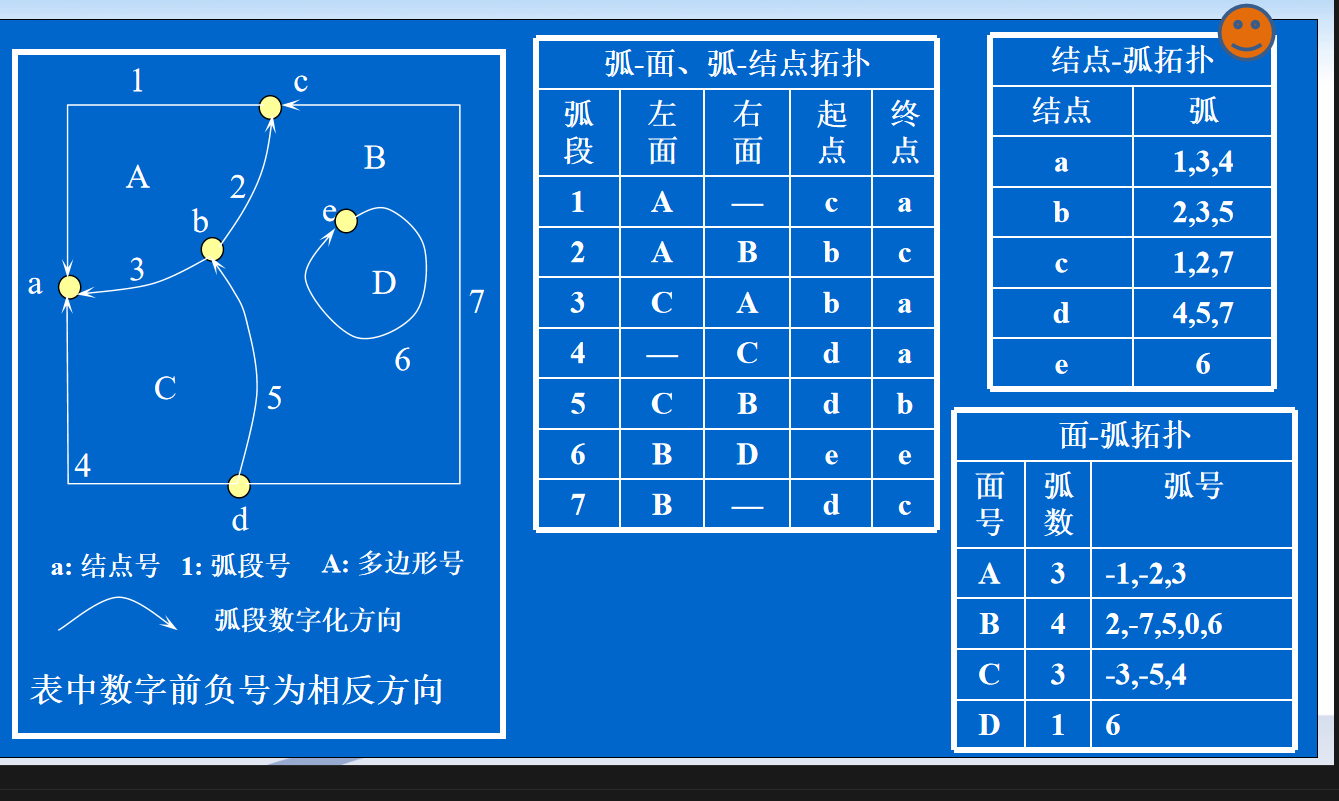 1
c
B
A
2
e
b
3
D
a
7
6
C
5
4
d
a: 结点号 1: 弧段号 A: 多边形号
弧段数字化方向
表中数字前负号为相反方向
弧-面、弧-结点拓扑
弧段 左面 右面 起点 终点
1 A — c a
2 A B b c
3 C A b a
4 — C d a
5 C B d b
6 B D e e
7 B — d c
结点-弧拓扑
结点 弧
a 1,3,4
b 2,3,5
c 1,2,7
d 4,5,7
e 6
面-弧拓扑
面号 弧数 弧号
A 3 -1,-2,3
B 4 2,-7,5,0,6
C 3 -3,-5,4
D 1 6